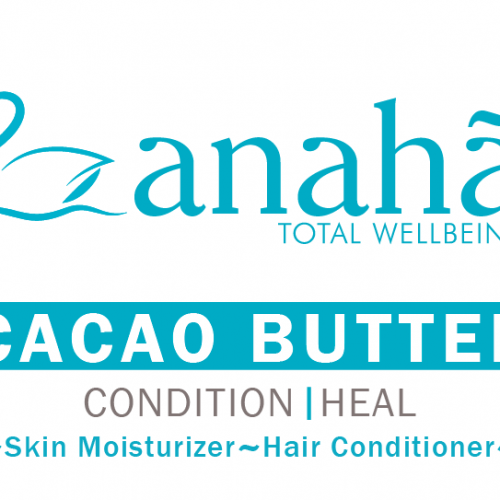 anahã
TOTAL WELLBEIN
CACAO BUTTE
CONDITION|HEAL
~Skin Moisturizer~Hair Conditioner~